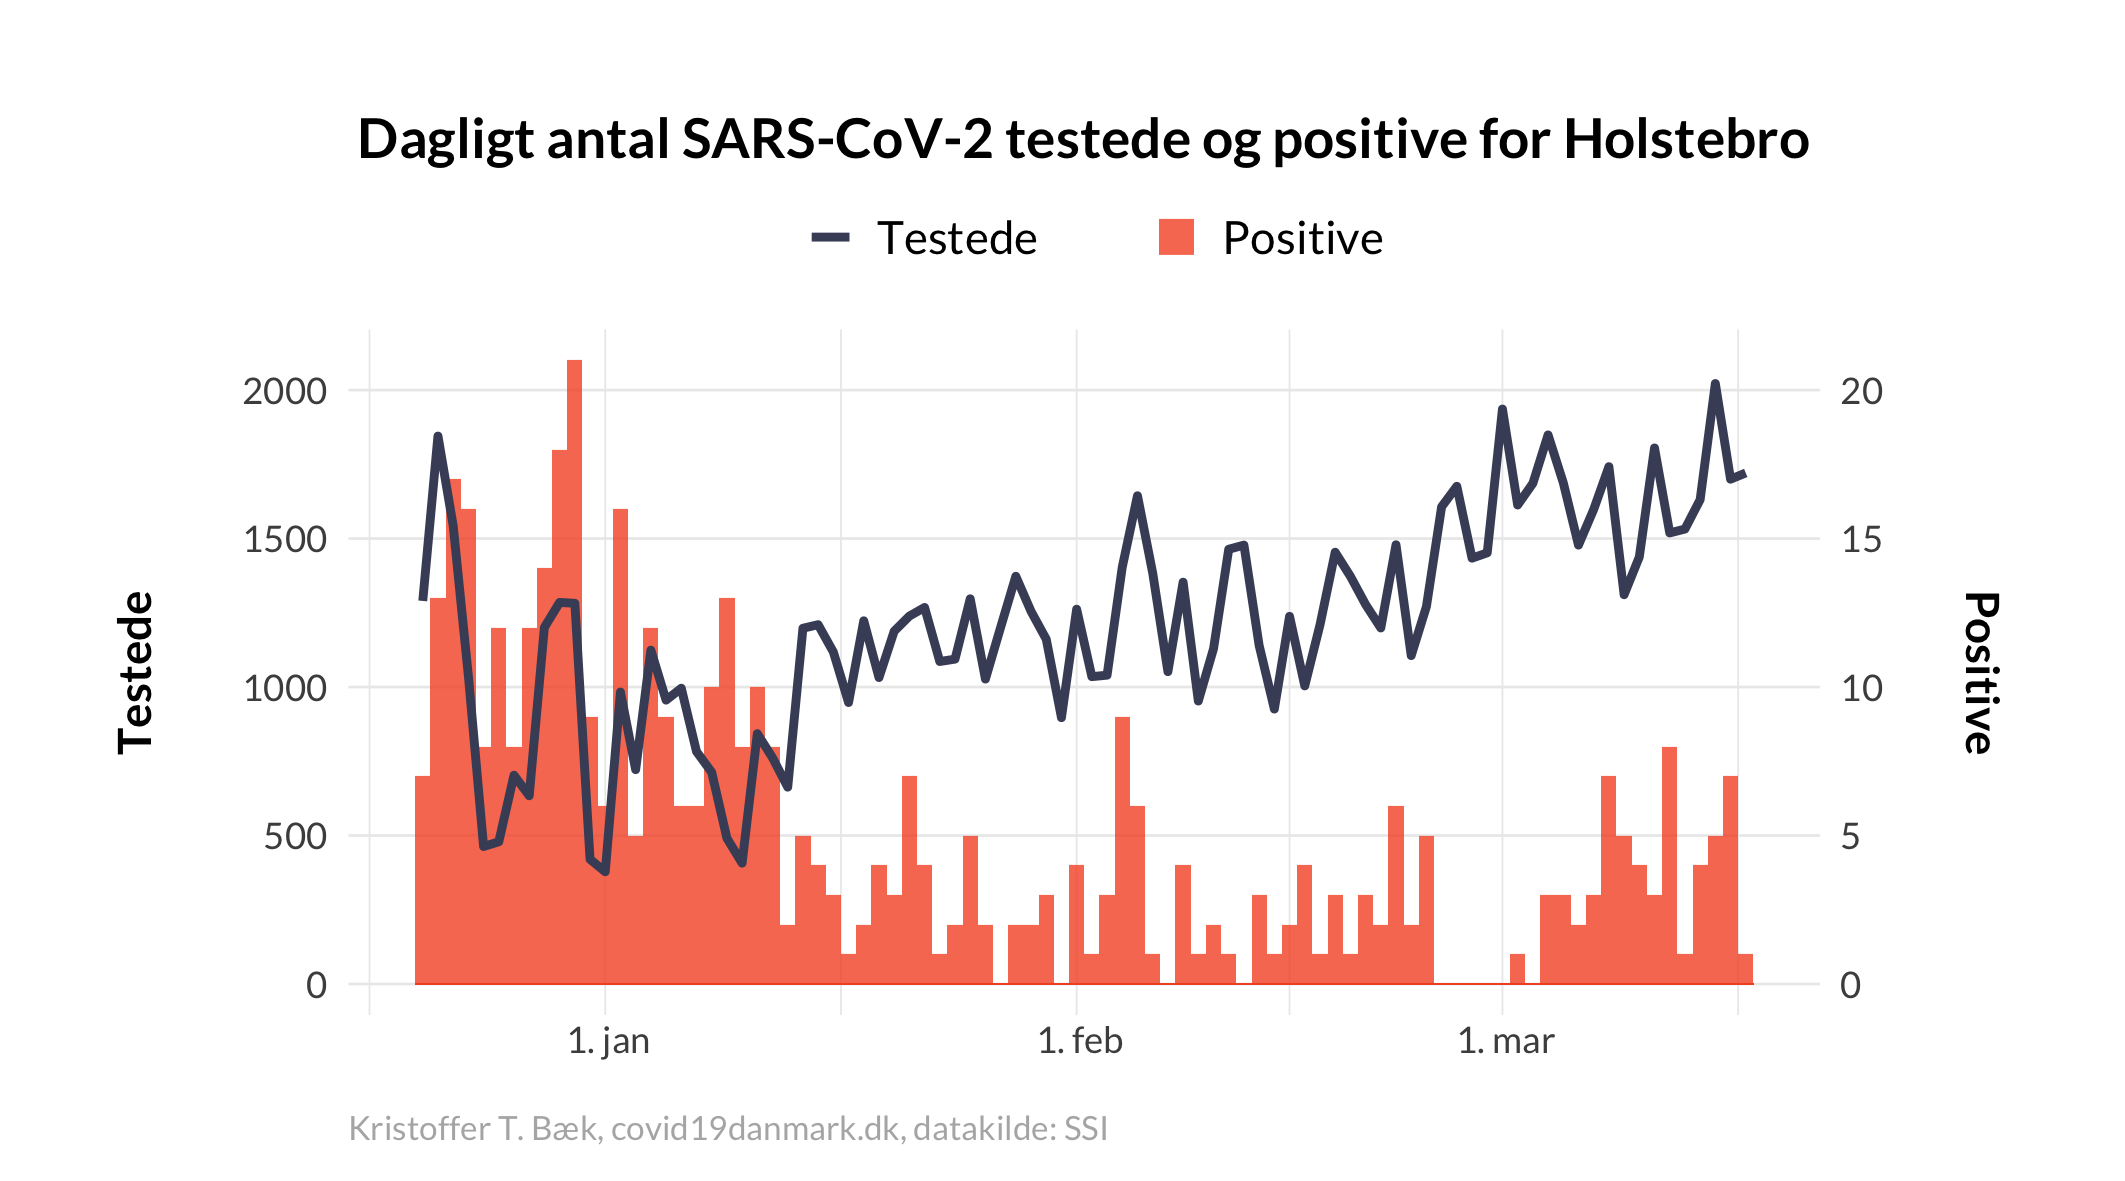 Dagligt antal SARS-CoV-2 testede og positive for Holstebro
Testede
Positive
2000
1500
1000
500
0
Testede
20
15
10
5
0
Positive
1. jan
1. feb
1. mar
Kristoffer T. Bæk, covid19danmark.dk, datakilde: SSI